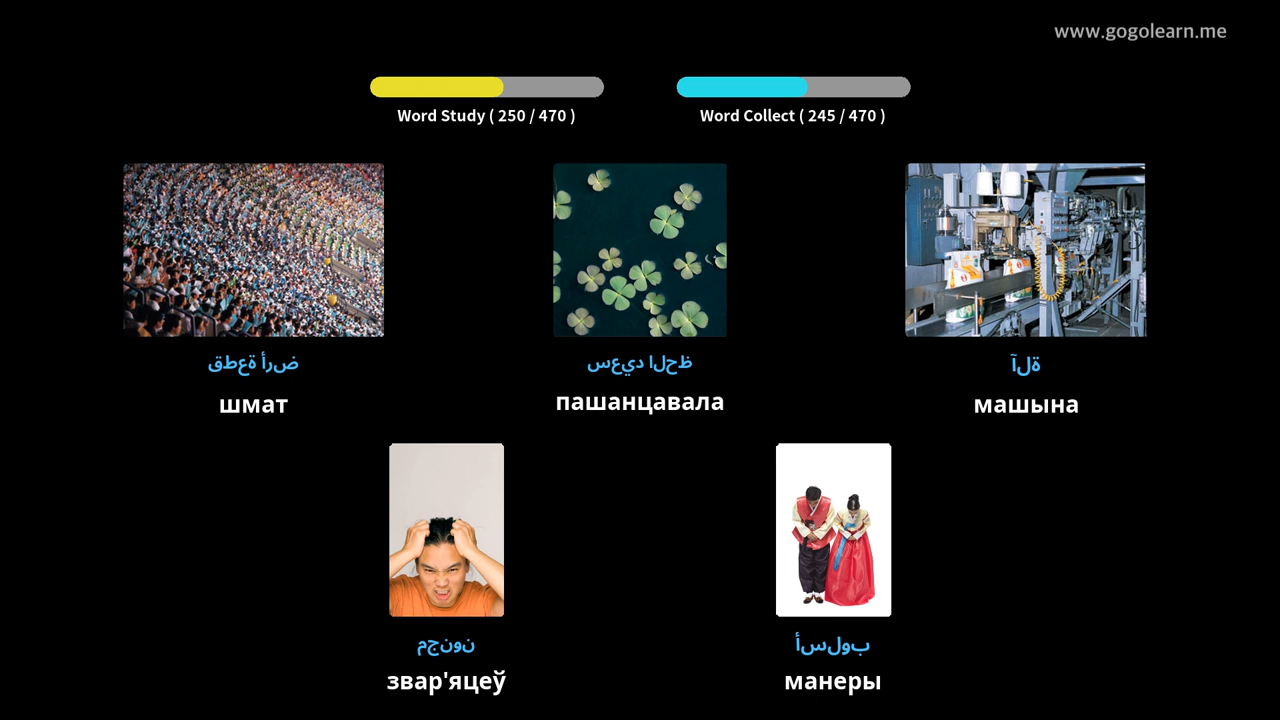 www.gogolearn.me
Word Study ( 250 / 470 )
Word Collect ( 245 / 470 )
قطعة أرض
шмат
سعيد الحظ
пашанцавала
آلة
машына
مجنون
звар'яцеў
أسلوب
манеры